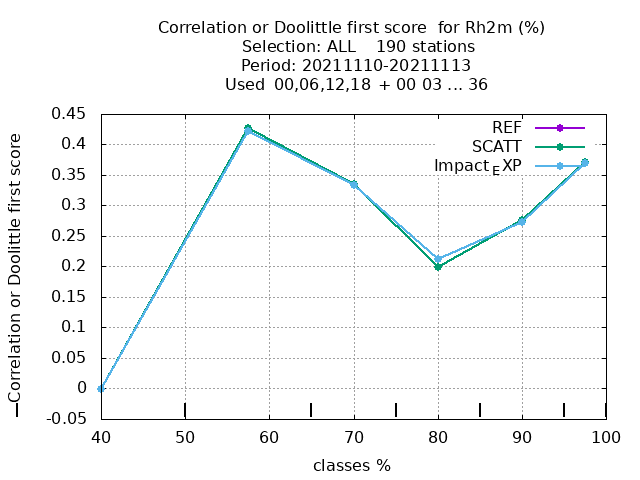 Correlation or Doolittle first score  for Rh2m (%)
Selection: ALL    190 stations
Period: 20211110-20211113
Used  00,06,12,18  + 00 03 ... 36
Correlation or Doolittle first score
0.45
0.4
0.35
0.3
0.25
0.2
0.15
0.1
0.05
0
-0.05
REF
SCATT
Impact_EXP
40 50 60 70 80 90 100
classes %